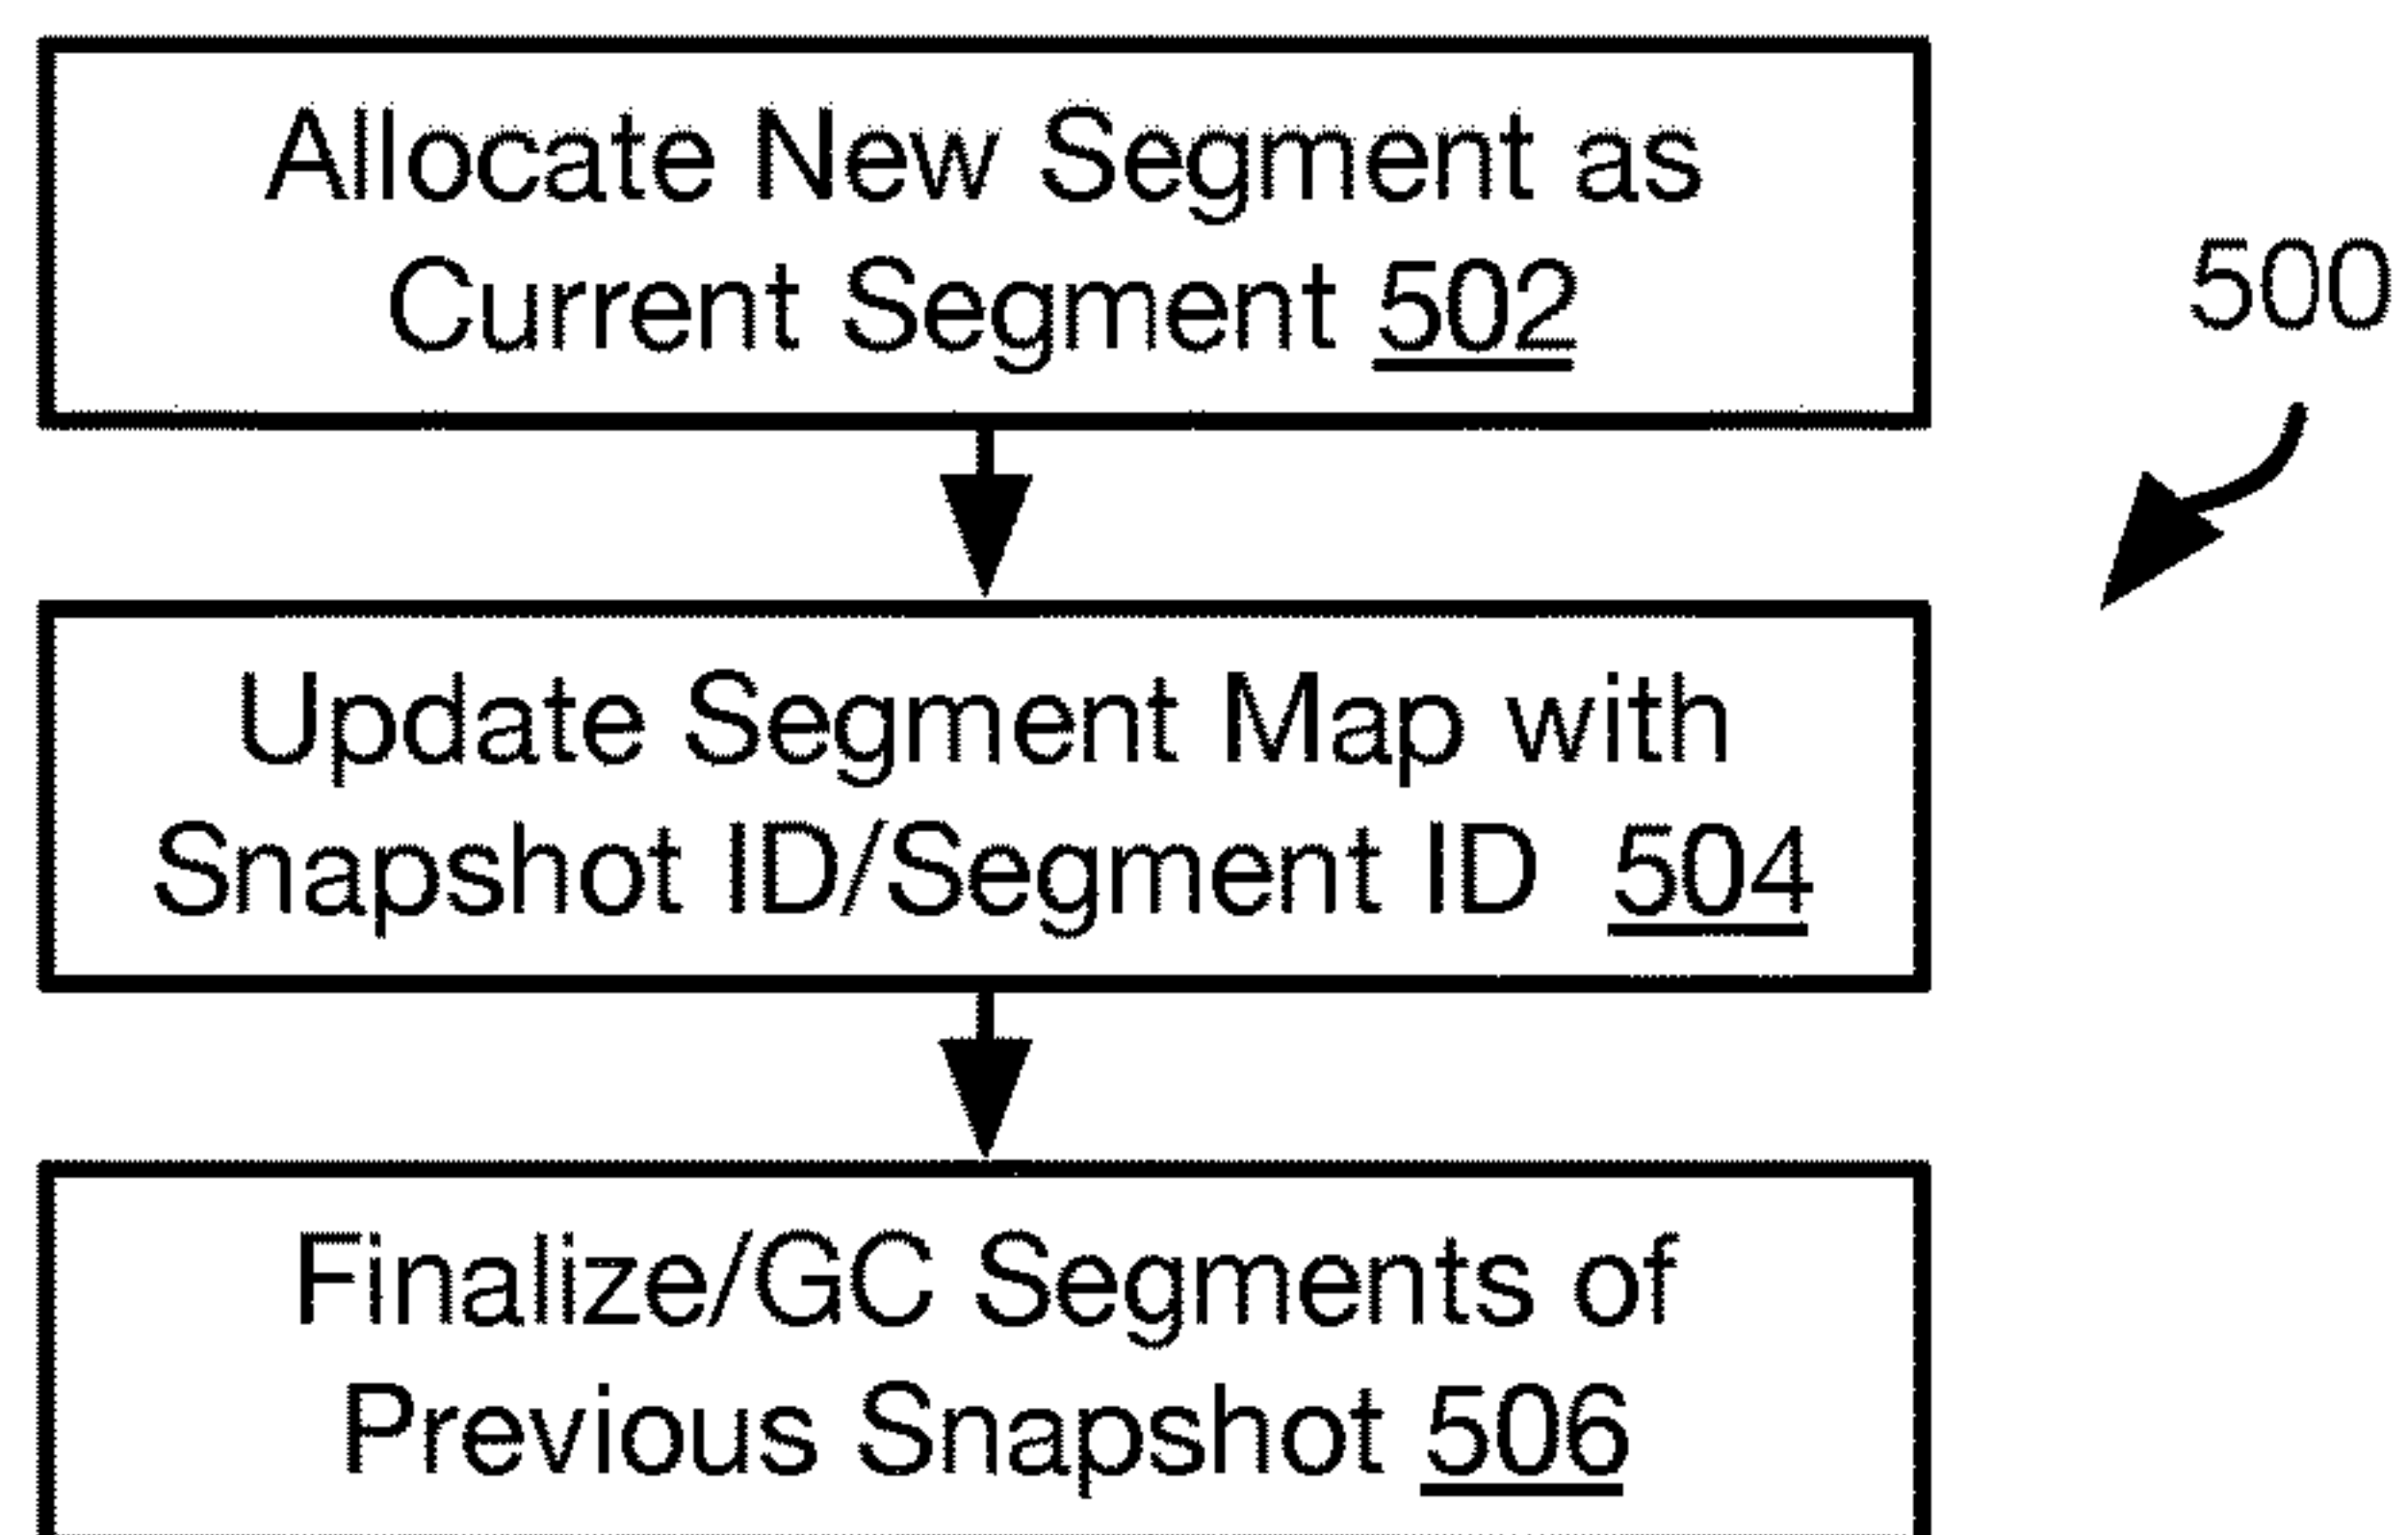 Allocate New Segment as
Current Segment 502
500
Update Segment Map with
Snapshot ID/Segment ID 504
Finalize/GC Segments of
Previous Snapshot 506